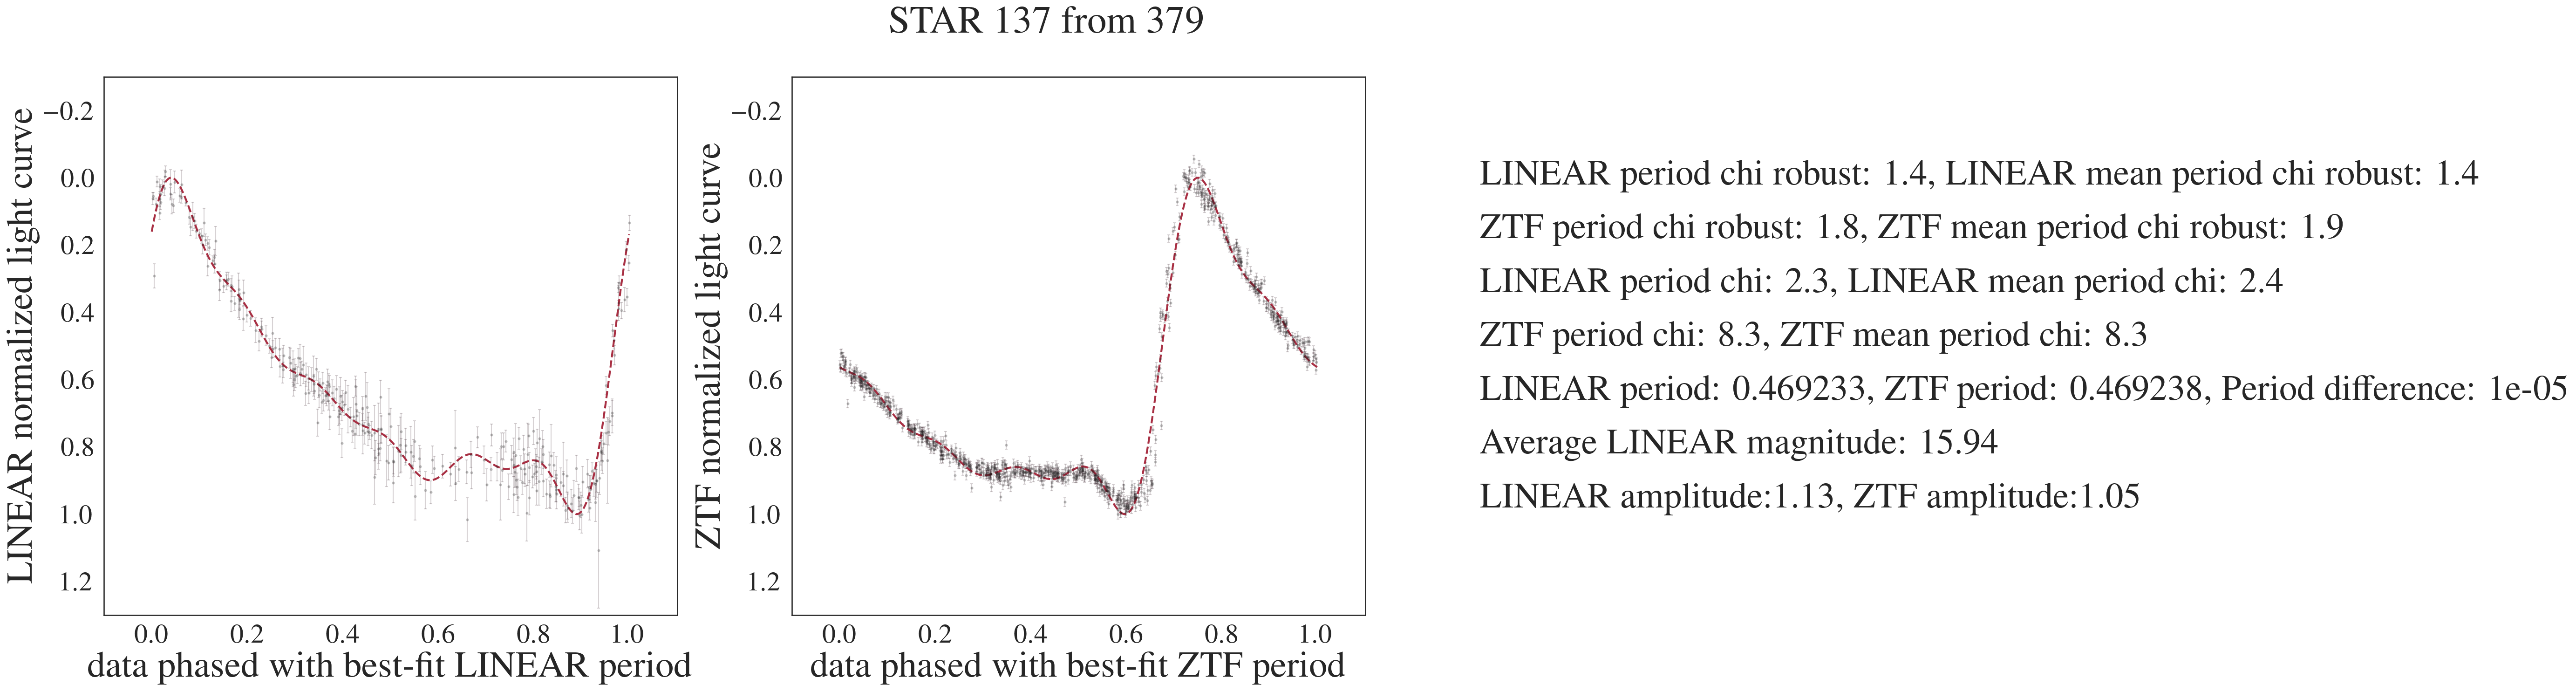 STAR 137 from 379
LINEAR normalized light curve
−0.2
0.0
0.2
0.4
0.6
0.8
1.0
1.2
0.0 0.2 0.4 0.6 0.8 1.0
data phased with best-fit LINEAR period
ZTF normalized light curve
−0.2
0.0
0.2
0.4
0.6
0.8
1.0
1.2
0.0 0.2 0.4 0.6 0.8 1.0
data phased with best-fit ZTF period
LINEAR period chi robust: 1.4, LINEAR mean period chi robust: 1.4
ZTF period chi robust: 1.8, ZTF mean period chi robust: 1.9
LINEAR period chi: 2.3, LINEAR mean period chi: 2.4
ZTF period chi: 8.3, ZTF mean period chi: 8.3
LINEAR period: 0.469233, ZTF period: 0.469238, Period difference: 1e-05
Average LINEAR magnitude: 15.94
LINEAR amplitude:1.13, ZTF amplitude:1.05